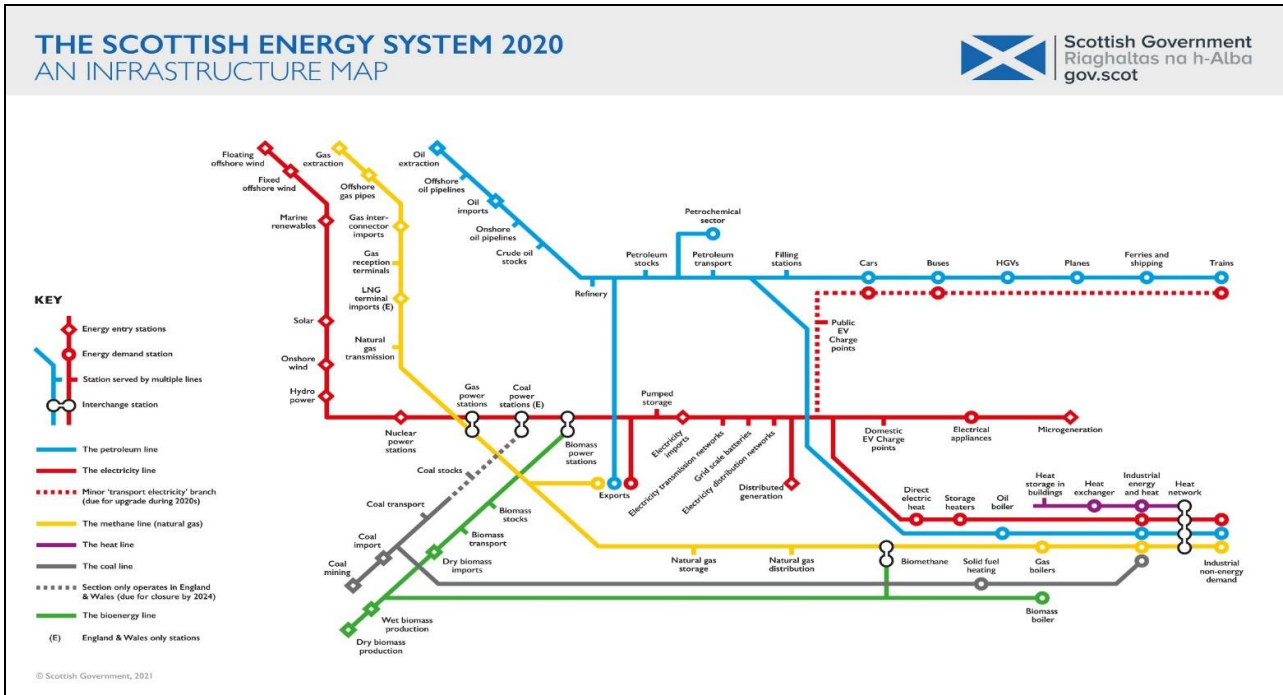 THE SCOTTISH ENERGY SYSTEM 2020
AN INFRASTRUCTURE MAP
Scottish Government
Riaghaltas na h-Alba
gov.scot
Floating
offshore wind
Fixed
offshore wind
Marine
renewables
Solar
Onshore
wind
Hydro
power
Gas
extraction
Offshore
gas pipes
Gas inter-
connector
imports
Gas
reception
terminals
LNG
terminal
imports (E)
Natural
gas
transmission
Oil
extraction
Offshore
oil pipelines
Oil
imports
Onshore
oil pipelines
Crude oil
stocks
Refinery
Petroleum
stocks
Petrochemical
sector
Petroleum
transport
Filling
stations
Cars
Buses
HGVs
Planes
Ferries and
shipping
Trains
Public
EV
Charge
points
Nuclear
power
stations
Gas
power
stations
Coal
power
stations (E)
Biomass
power
stations
Exports
Pumped
storage
Electricity
imports
Electricity transmission networks
Grid scale batteries
Electricity distribution networks
Distributed
generation
Domestic
EV Charge
points
Electrical
appliances
Microgeneration
Direct
electric
heat
Storage
heaters
Oil
boiler
Heat
storage in
buildings
Heat
exchanger
Industrial
energy
and heat
Heat
network
Coal stocks
Coal transport
Coal
import
Coal
mining
Biomass
stocks
Biomass
transport
Dry biomass
imports
Wet biomass
production
Dry biomass
production
Natural gas
storage
Natural gas
distribution
Biomethane
Solid fuel
heating
Gas
boilers
Biomass
boiler
Industrial
non-energy
demand
KEY
Energy entry stations
Energy demand station
Station served by multiple lines
Interchange station
The petroleum line
The electricity line
Minor 'transport electricity' branch
(due for upgrade during 2020s)
The methane line (natural gas)
The heat line
The coal line
Section only operates in England
& Wales (due for closure by 2024)
The bioenergy line
(E) England & Wales only stations
© Scottish Government, 2021